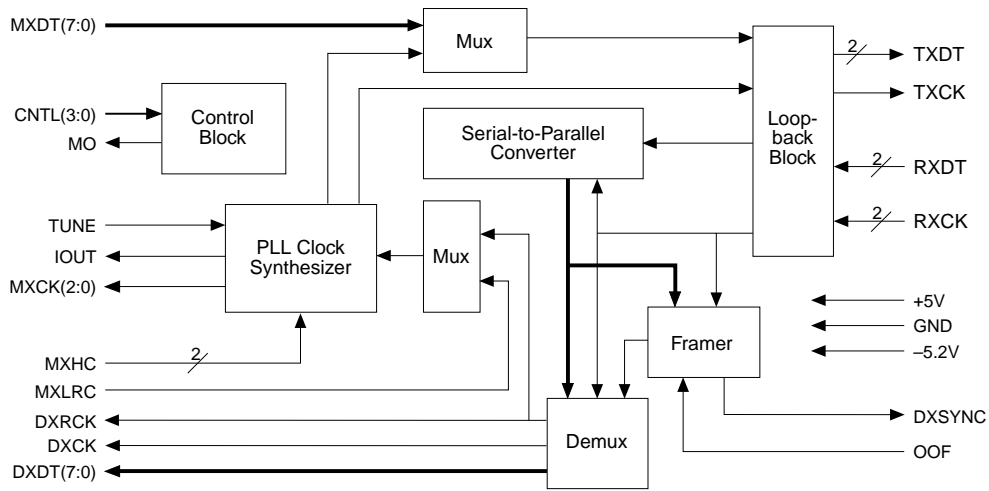 MXDT(7:0)
Mux
2
TXDT
TXCK
CNTL(3:0)
MO
Control
Block
Serial-to-Parallel
Converter
Loop-
back
Block
2
RXDT
2
RXCK
TUNE
IOUT
MXCK(2:0)
PLL Clock
Synthesizer
Mux
+5V
GND
–5.2V
Framer
MXHC
2
MXLRC
DXRCK
DXCK
DXDT(7:0)
Demux
DXSYNC
OOF